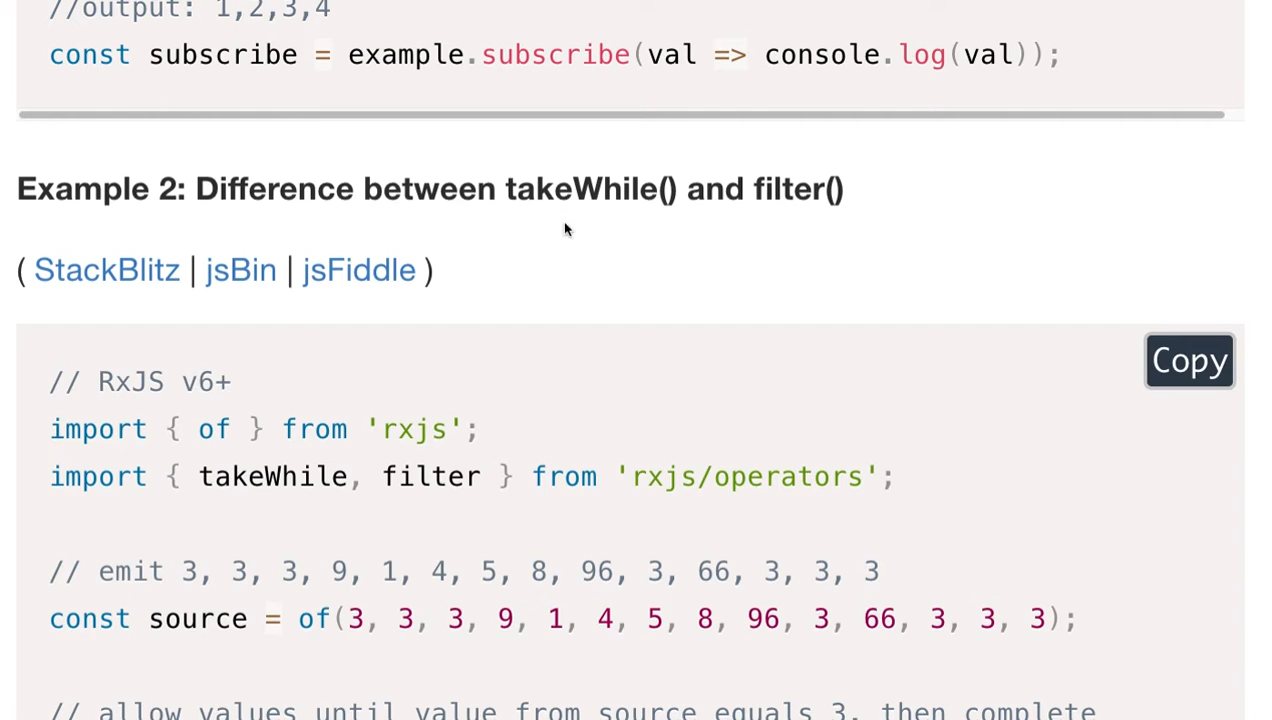 //output: 1,2,3,4
const subscribe = example.subscribe(val => console.log(val));
Example 2: Difference between takeWhile() and filter()
( StackBlitz | jsBin | jsFiddle )
Copy
// RxJS v6+
import { of } from 'rxjs';
import { takeWhile, filter } from 'rxjs/operators';
// emit 3, 3, 3, 9, 1, 4, 5, 8, 96, 3, 66, 3, 3, 3
const source = of(3, 3, 3, 9, 1, 4, 5, 8, 96, 3, 66, 3, 3, 3);
// allow values until value from source equals 3, then complete